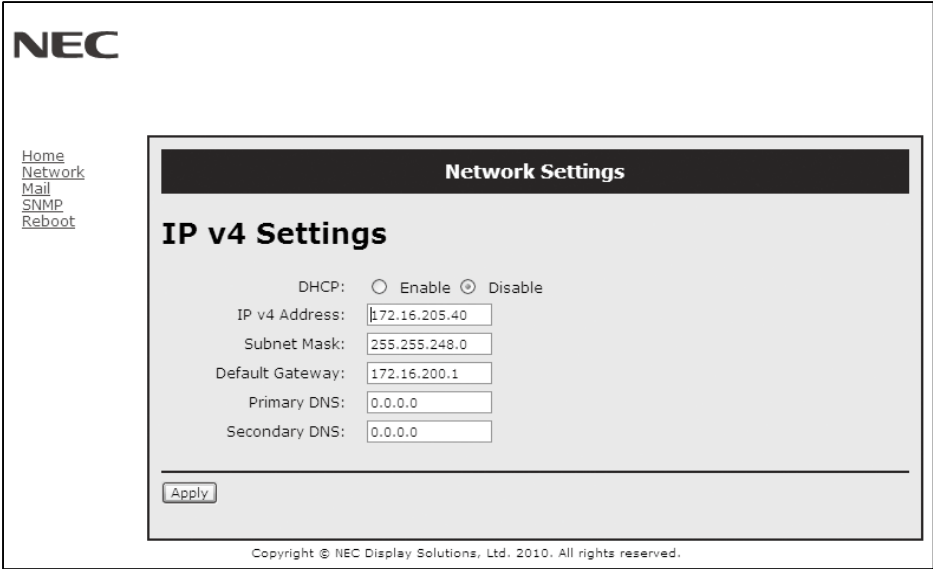 NEC
Home
Network
Mail
SNMP
Reboot
Network Settings
IP v4 Settings
DHCP: Enable Disable
IP v4 Address: 172.16.205.40
Subnet Mask: 255.255.248.0
Default Gateway: 172.16.200.1
Primary DNS: 0.0.0.0
Secondary DNS: 0.0.0.0
Apply
Copyright © NEC Display Solutions, Ltd. 2010. All rights reserved.